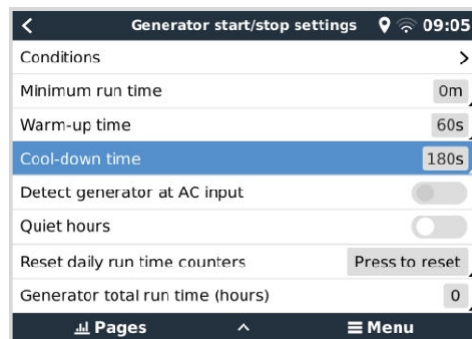 Generator start/stop settings 09:05
Conditions
Minimum run time 0m
Warm-up time 60s
Cool-down time 180s
Detect generator at AC input
Quiet hours
Reset daily run time counters Press to reset
Generator total run time (hours) 0
Pages Menu